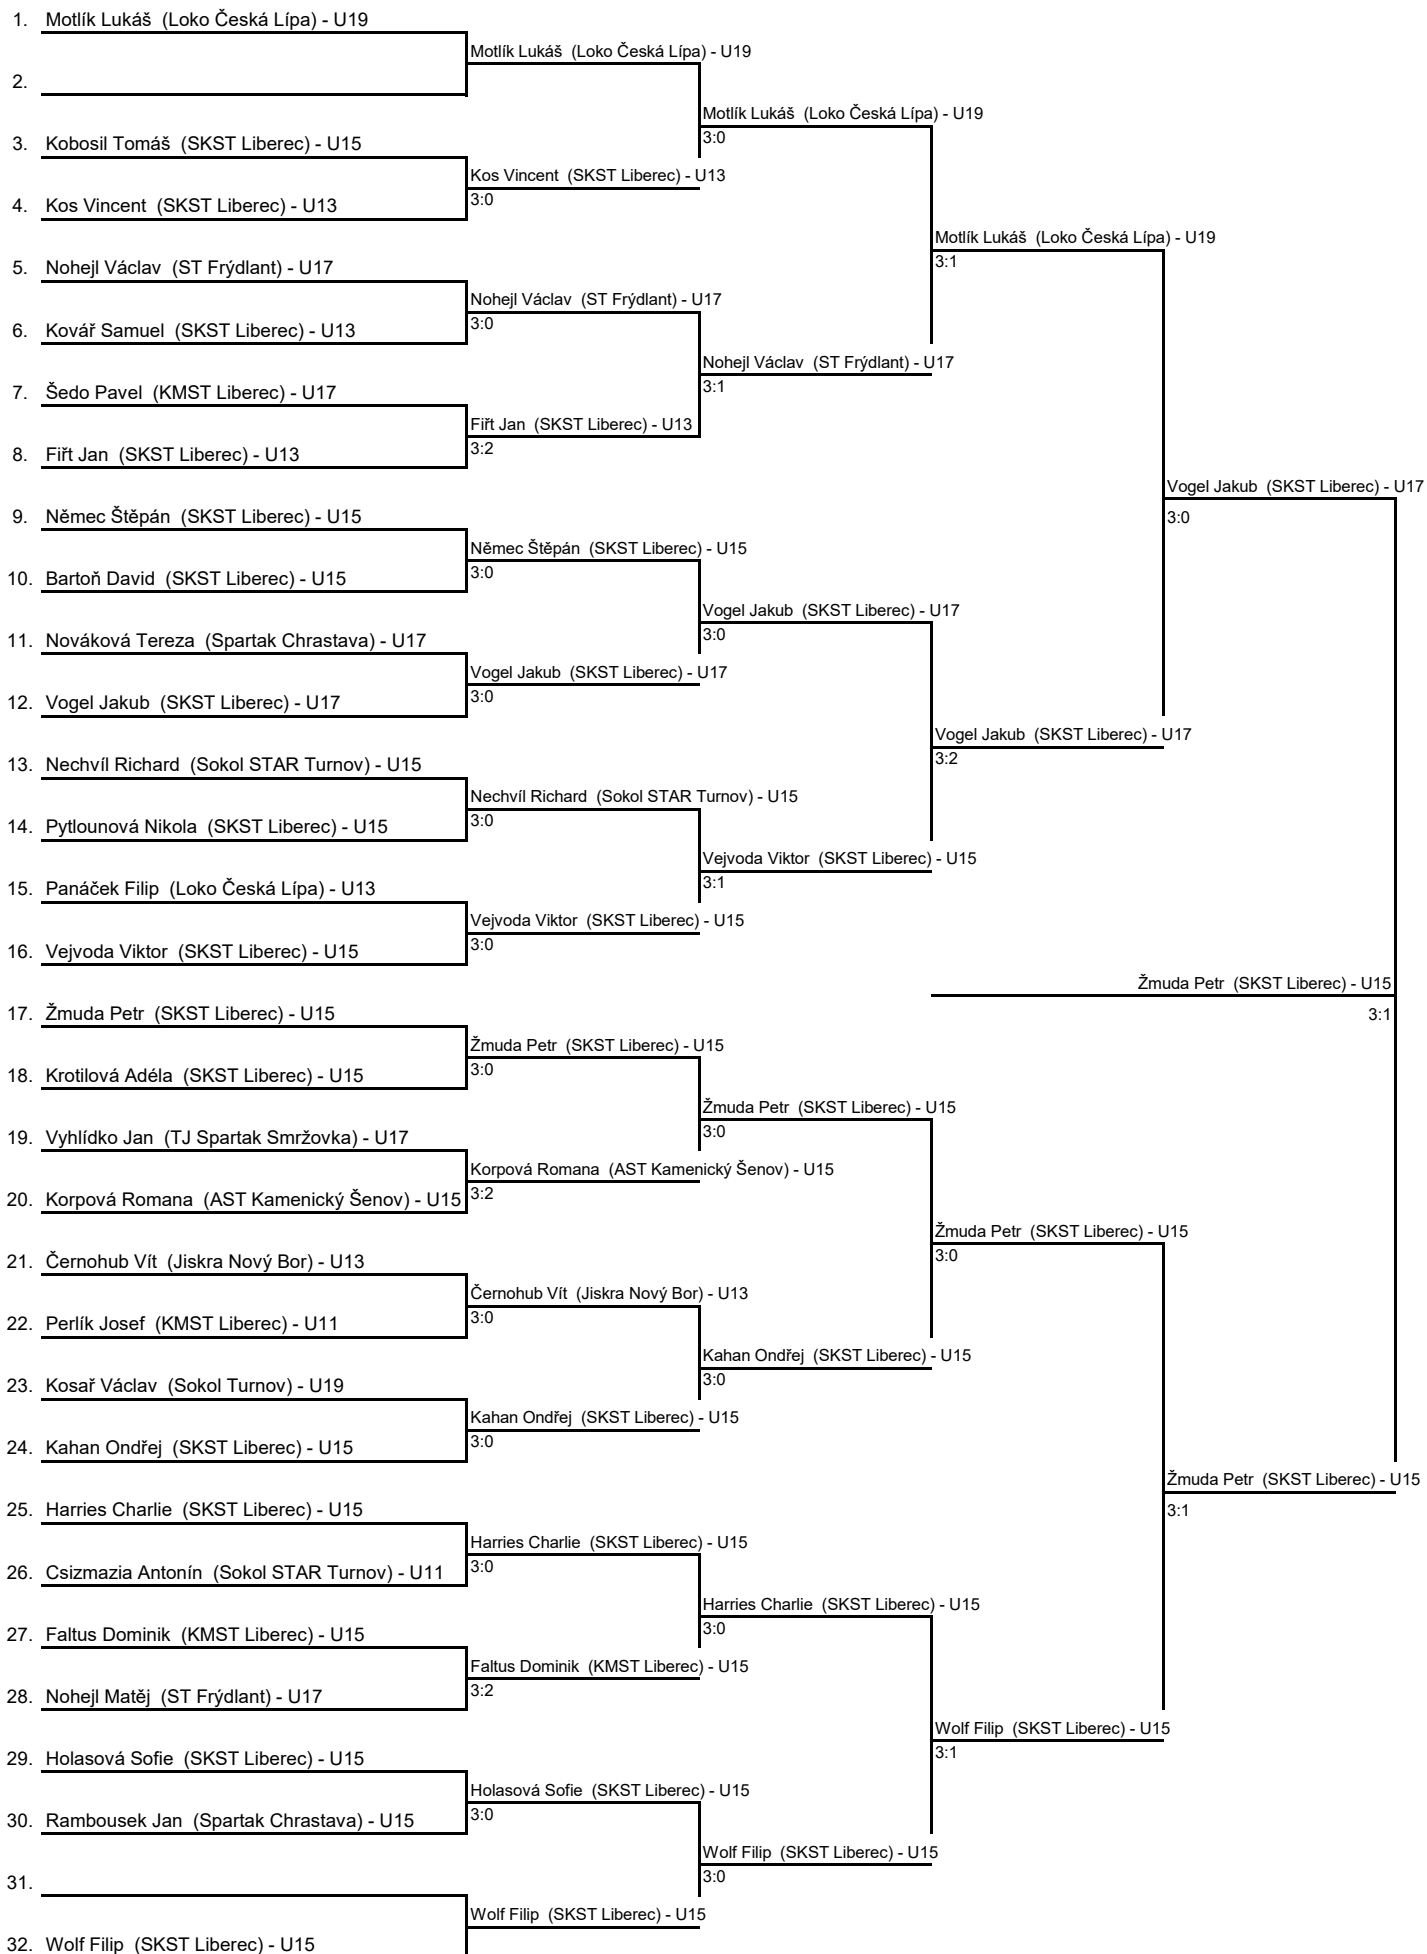 1. Motlík Lukáš (Loko Česká Lípa) - U19
Motlík Lukáš (Loko Česká Lípa) - U19
2.
Motlík Lukáš (Loko Česká Lípa) - U19
3:0
3. Kobosil Tomáš (SKST Liberec) - U15
Kos Vincent (SKST Liberec) - U13
3:0
4. Kos Vincent (SKST Liberec) - U13
Motlík Lukáš (Loko Česká Lípa) - U19
3:1
5. Nohejl Václav (ST Frýdlant) - U17
Nohejl Václav (ST Frýdlant) - U17
3:0
6. Kovář Samuel (SKST Liberec) - U13
Nohejl Václav (ST Frýdlant) - U17
3:1
7. Šedo Pavel (KMST Liberec) - U17
Fiřt Jan (SKST Liberec) - U13
3:2
8. Fiřt Jan (SKST Liberec) - U13
Vogel Jakub (SKST Liberec) - U17
3:0
9. Němec Štěpán (SKST Liberec) - U15
Němec Štěpán (SKST Liberec) - U15
3:0
10. Bartoň David (SKST Liberec) - U15
Vogel Jakub (SKST Liberec) - U17
3:0
11. Nováková Tereza (Spartak Chrastava) - U17
Vogel Jakub (SKST Liberec) - U17
3:0
12. Vogel Jakub (SKST Liberec) - U17
Vogel Jakub (SKST Liberec) - U17
3:2
13. Nechvíl Richard (Sokol STAR Turnov) - U15
Nechvíl Richard (Sokol STAR Turnov) - U15
3:0
14. Pytlounová Nikola (SKST Liberec) - U15
Vejvoda Viktor (SKST Liberec) - U15
3:1
15. Panáček Filip (Loko Česká Lípa) - U13
Vejvoda Viktor (SKST Liberec) - U15
3:0
16. Vejvoda Viktor (SKST Liberec) - U15
Žmuda Petr (SKST Liberec) - U15
3:1
17. Žmuda Petr (SKST Liberec) - U15
Žmuda Petr (SKST Liberec) - U15
3:0
18. Krotilová Adéla (SKST Liberec) - U15
Žmuda Petr (SKST Liberec) - U15
3:0
19. Vyhlídko Jan (TJ Spartak Smržovka) - U17
Korpová Romana (AST Kamenický Šenov) - U15
3:2
20. Korpová Romana (AST Kamenický Šenov) - U15
Žmuda Petr (SKST Liberec) - U15
3:0
21. Černohub Vít (Jiskra Nový Bor) - U13
Černohub Vít (Jiskra Nový Bor) - U13
3:0
22. Perlík Josef (KMST Liberec) - U11
Kahan Ondřej (SKST Liberec) - U15
3:0
23. Kosař Václav (Sokol Turnov) - U19
Kahan Ondřej (SKST Liberec) - U15
3:0
24. Kahan Ondřej (SKST Liberec) - U15
Žmuda Petr (SKST Liberec) - U15
3:1
25. Harries Charlie (SKST Liberec) - U15
Harries Charlie (SKST Liberec) - U15
3:0
26. Csizmazia Antonín (Sokol STAR Turnov) - U11
Harries Charlie (SKST Liberec) - U15
3:0
27. Faltus Dominik (KMST Liberec) - U15
Faltus Dominik (KMST Liberec) - U15
3:2
28. Nohejl Matěj (ST Frýdlant) - U17
Wolf Filip (SKST Liberec) - U15
3:1
29. Holasová Sofie (SKST Liberec) - U15
Holasová Sofie (SKST Liberec) - U15
3:0
30. Rambousek Jan (Spartak Chrastava) - U15
Wolf Filip (SKST Liberec) - U15
3:0
31.
Wolf Filip (SKST Liberec) - U15
32. Wolf Filip (SKST Liberec) - U15